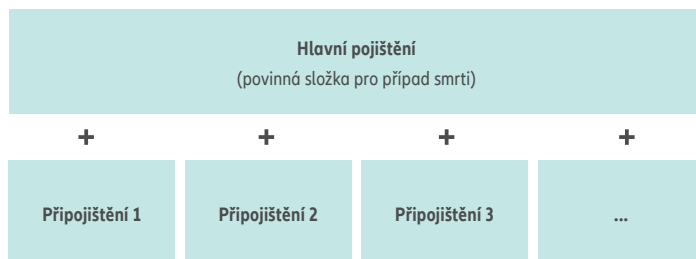 Hlavní pojištění
(povinná složka pro případ smrti)
+ + + +
Připojištění 1 Připojištění 2 Připojištění 3 ...